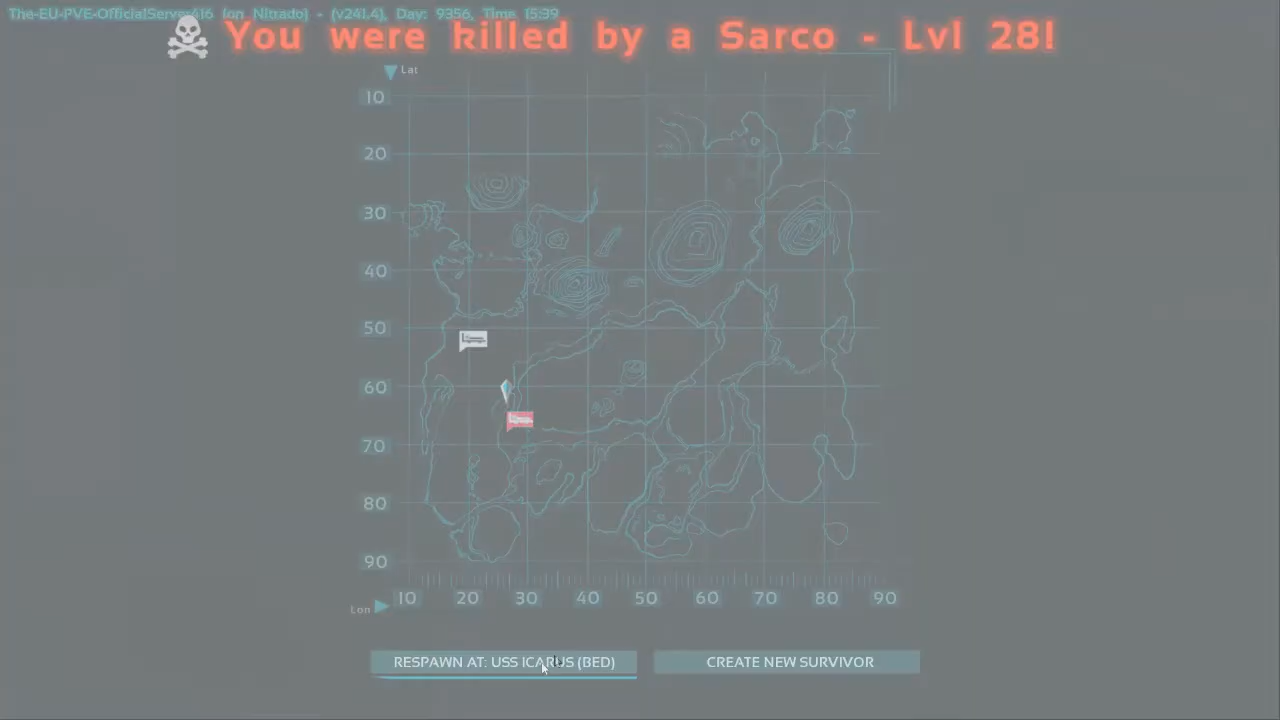 The-EU-PVE-OfficialServer416 (on Nitrado) - (v241.4), Day: 9356, Time: 15:39
You were killed by a Sarco - Lvl 28!
Lat
10
20
30
40
50
60
70
80
90
Lon
10 20 30 40 50 60 70 80 90
RESPAWN AT: USS ICARUS (BED)
CREATE NEW SURVIVOR